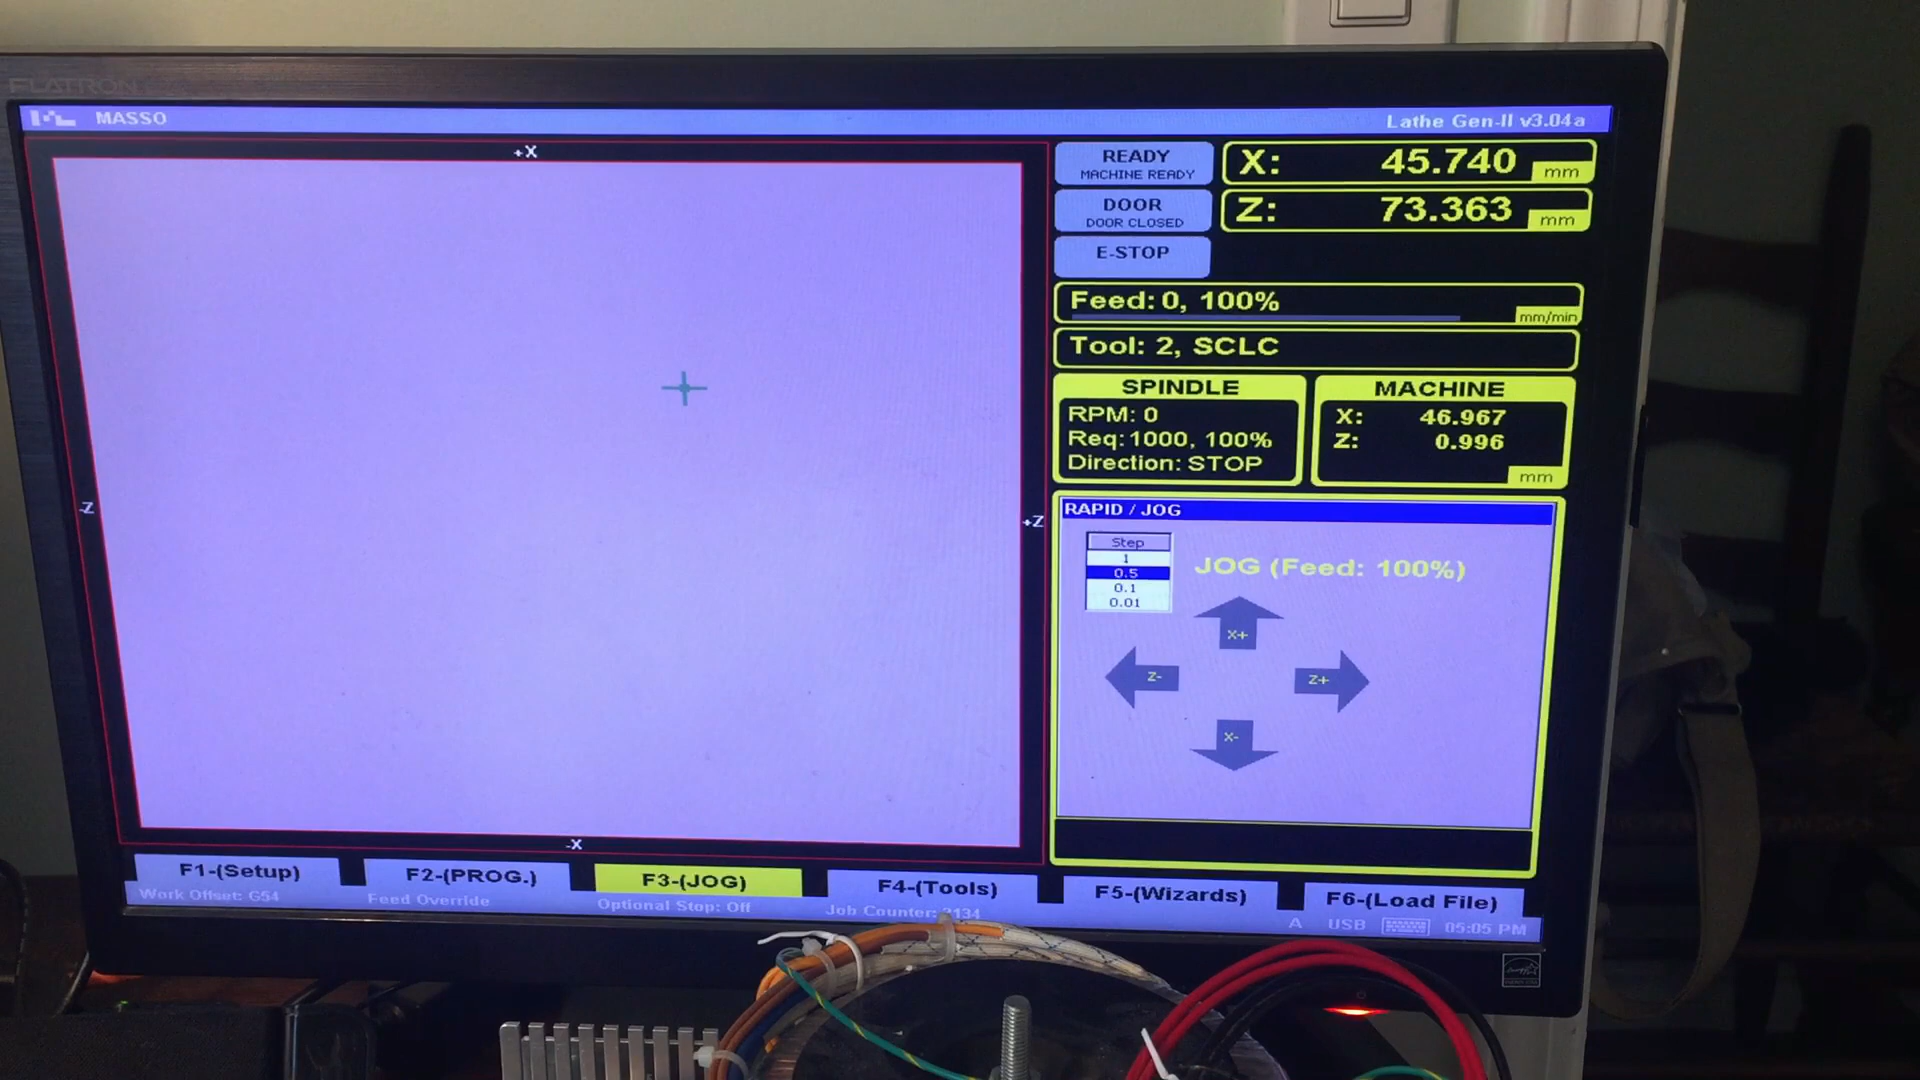 FLATRON
MASSO
Lathe Gen-II v3.04a
+X
READY
MACHINE READY
X: 45.740 mm
DOOR
DOOR CLOSED
Z: 73.363 mm
E-STOP
Feed: 0, 100%
mm/min
Tool: 2, SCLC
SPINDLE
RPM: 0
Req: 1000, 100%
Direction: STOP
MACHINE
X: 46.967
Z: 0.996
mm
-Z
+Z
RAPID / JOG
Step
1
0.5
0.1
0.01
JOG (Feed: 100%)
X+
Z-
Z+
X-
-X
F1-(Setup)
F2-(PROG.)
F3-(JOG)
F4-(Tools)
F5-(Wizards)
F6-(Load File)
Work Offset: G54
Feed Override
Optional Stop: Off
Job Counter:
A USB 05:05 PM